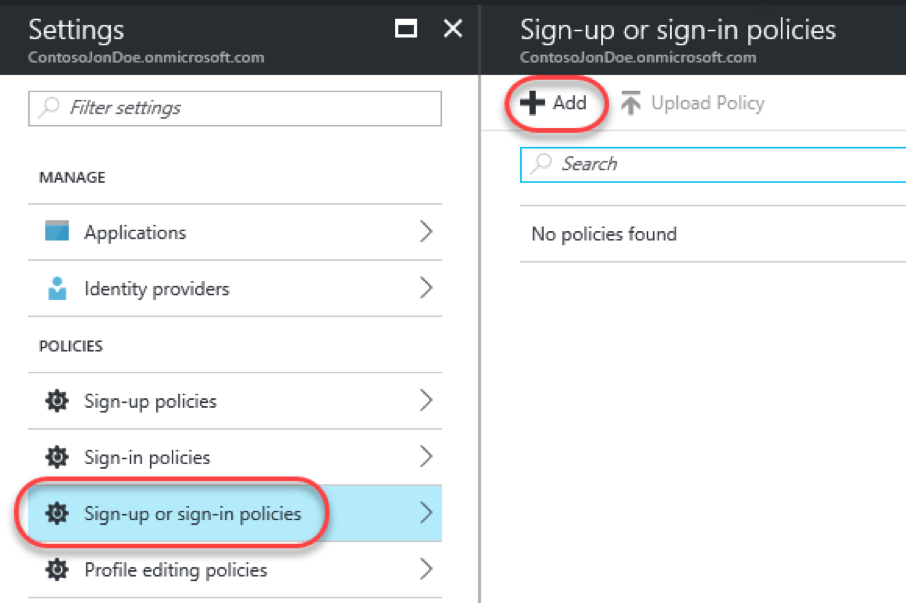 Settings
ContosoJonDoe.onmicrosoft.com
Filter settings
MANAGE
Applications
Identity providers
POLICIES
Sign-up policies
Sign-in policies
Sign-up or sign-in policies
Profile editing policies
Sign-up or sign-in policies
ContosoJonDoe.onmicrosoft.com
Add Upload Policy
Search
No policies found